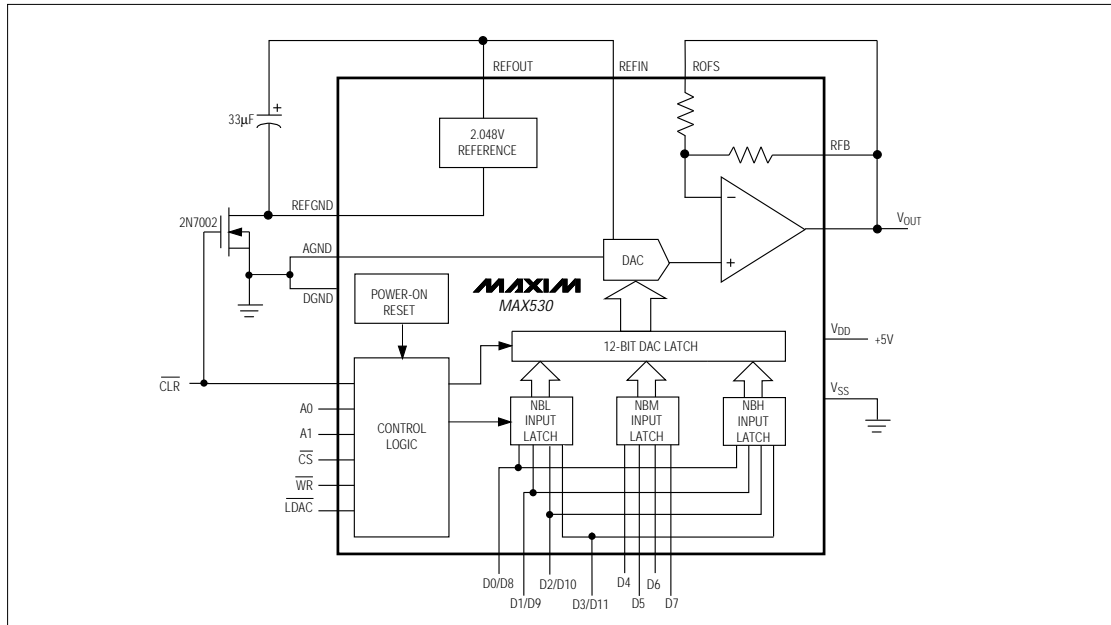 REFOUT
REFIN
ROFS
33µF
+
2.048V
REFERENCE
RFB
2N7002
REFGND
−
VOUT
AGND
DAC
+
DGND
POWER-ON
RESET
MAXIM
MAX530
VDD
+5V
12-BIT DAC LATCH
CLR
VSS
A0
A1
CS
WR
LDAC
CONTROL
LOGIC
NBL
INPUT
LATCH
NBM
INPUT
LATCH
NBH
INPUT
LATCH
D0/D8
D1/D9
D2/D10
D3/D11
D4
D5
D6
D7